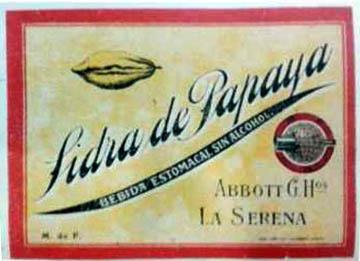 Sidra de Papaya
BEBIDA ESTOMACAL SIN ALCOHOL.
ABBOTT G. Hos
LA SERENA
M. de F.